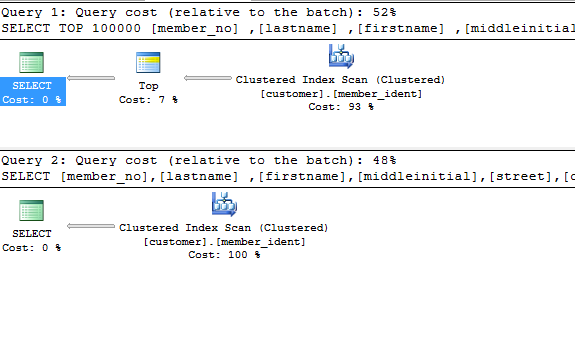 Query 1: Query cost (relative to the batch): 52%
SELECT TOP 100000 [member_no] ,[lastname] ,[firstname] ,[middleinitial
SELECT
Cost: 0 %
Top
Cost: 7 %
Clustered Index Scan (Clustered)
[customer].[member_ident]
Cost: 93 %
Query 2: Query cost (relative to the batch): 48%
SELECT [member_no],[lastname] ,[firstname],[middleinitial],[street],[c
SELECT
Cost: 0 %
Clustered Index Scan (Clustered)
[customer].[member_ident]
Cost: 100 %